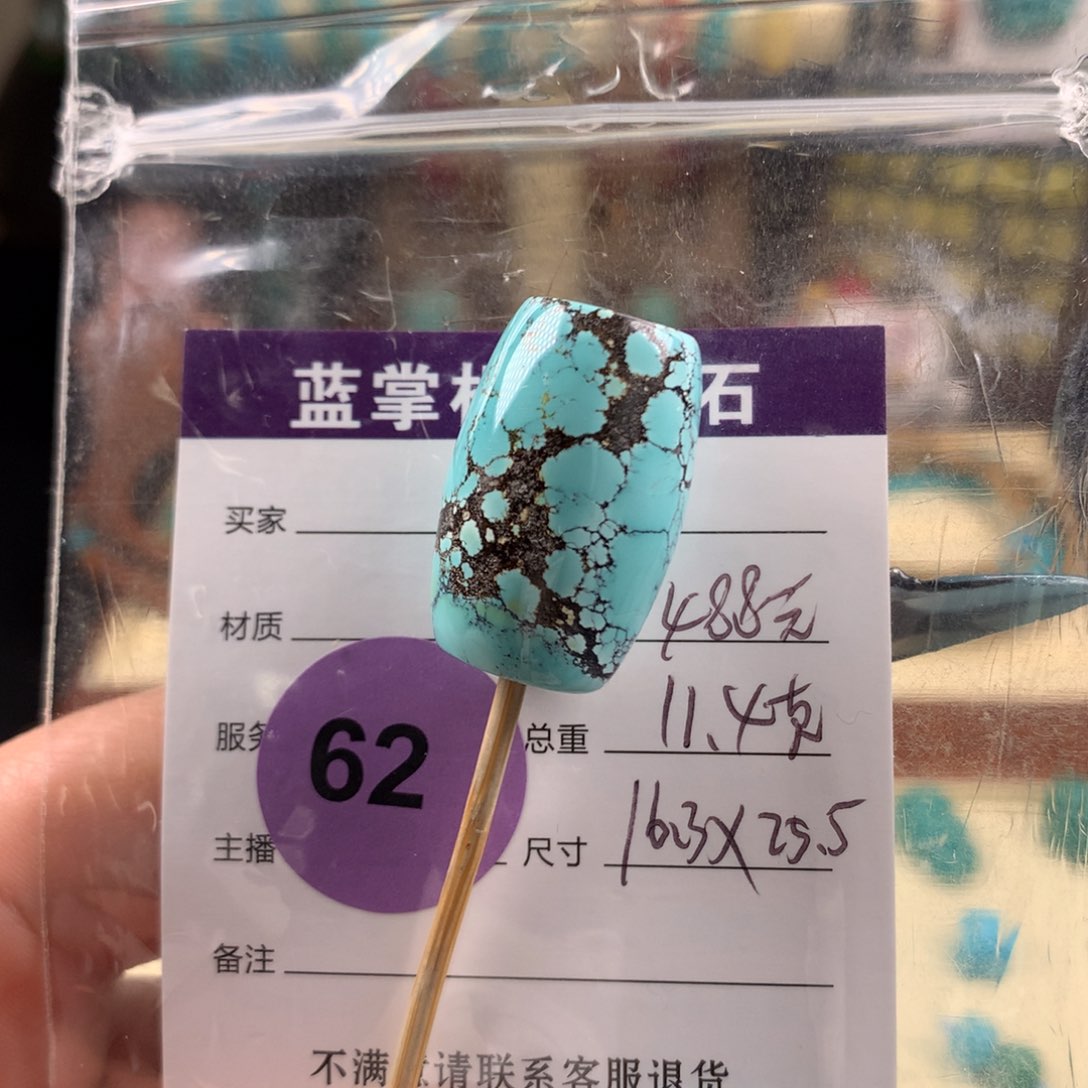 蓝掌 石
买家
材质 488元
服务 总重 11.4克
62
主播 尺寸 16.3X25.5
备注
不满 请联系客服退货